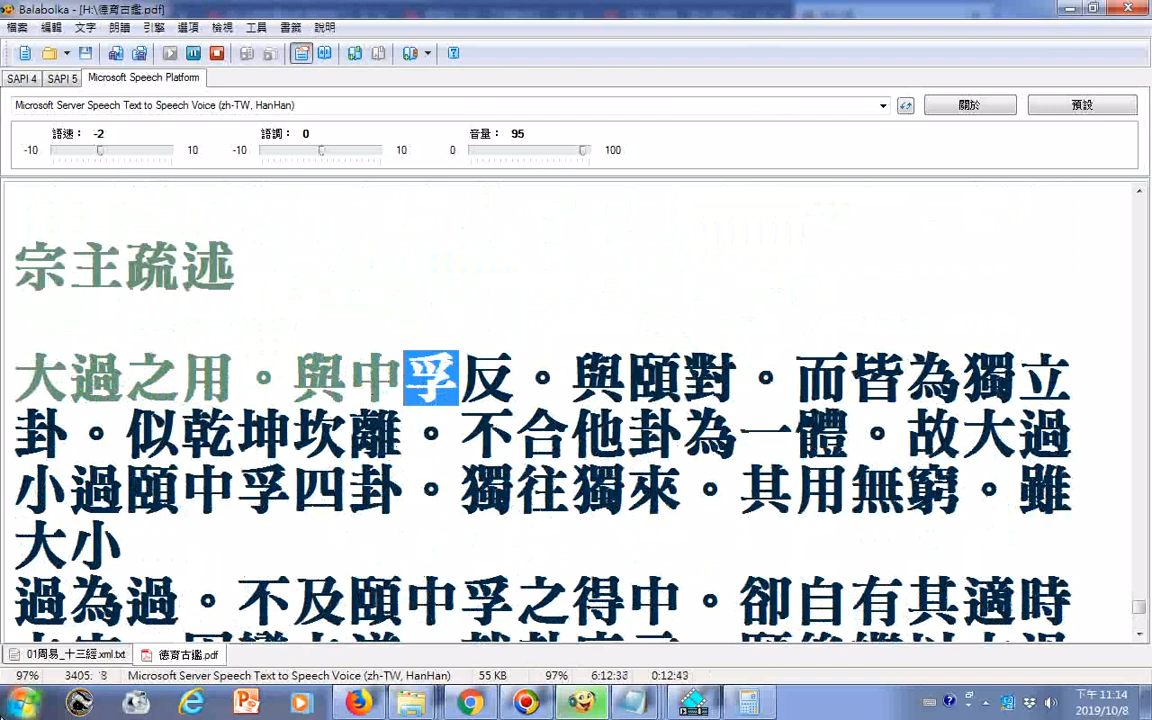 Balabolka - [H:\德育古鑑.pdf]
檔案 編輯 文字 朗讀 引擎 選項 檢視 工具 書籤 說明
SAPI 4 SAPI 5 Microsoft Speech Platform
Microsoft Server Speech Text to Speech Voice (zh-TW, HanHan) 關於 預設
語速： -2 語調： 0 音量： 95
-10 10 -10 10 0 100
宗主疏述
大過之用。與中孚反。與頤對。而皆為獨立
卦。似乾坤坎離。不合他卦為一體。故大過
小過頤中孚四卦。獨往獨來。其用無窮。雖
大小
過為過。不及頤中孚之得中。卻自有其適時
01周易_十三經.xml.txt 德育古鑑.pdf
97% 3405: Microsoft Server Speech Text to Speech Voice (zh-TW, HanHan) 55 KB 97% 6:12:33 0:12:43
下午 11:14
2019/10/8